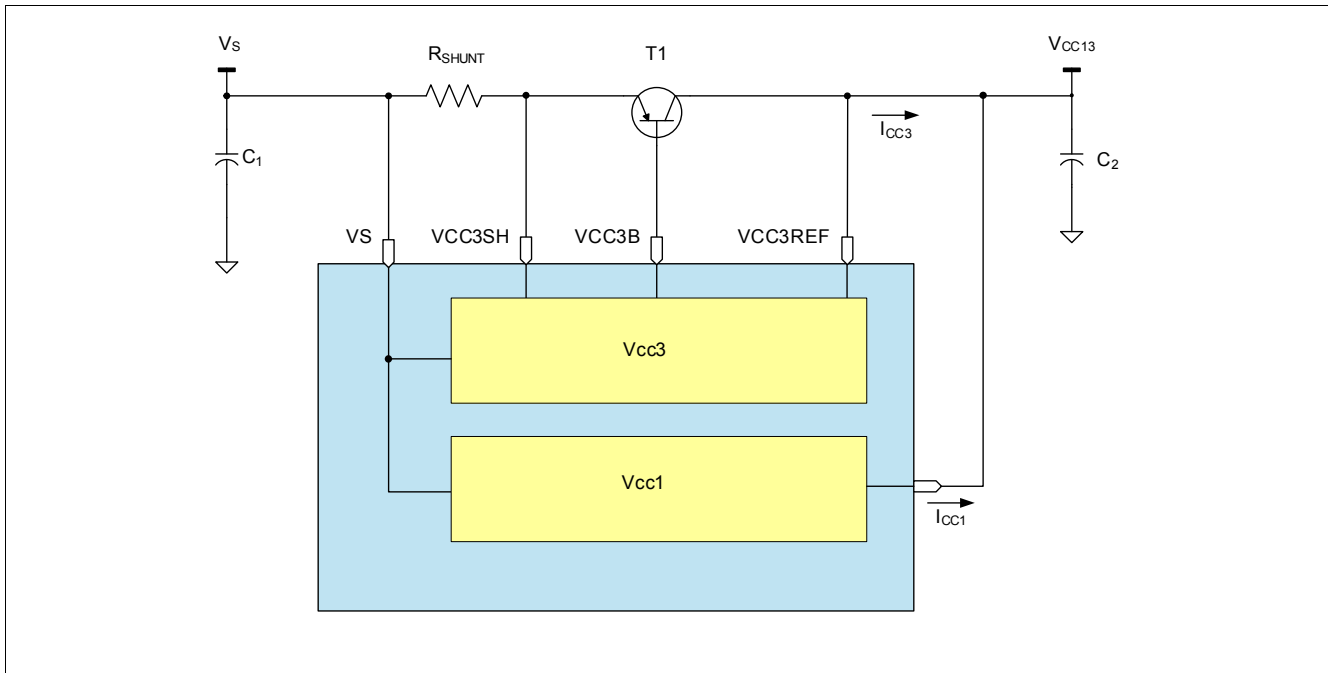 VS
RSHUNT
T1
VCC13
ICC3
C1
C2
VS
VCC3SH
VCC3B
VCC3REF
Vcc3
Vcc1
ICC1